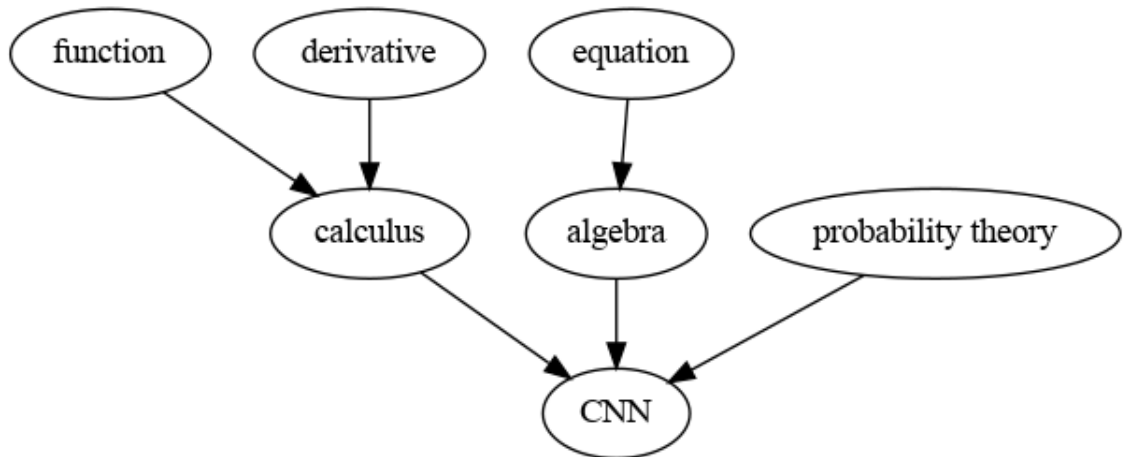 function
derivative
equation
calculus
algebra
probability theory
CNN